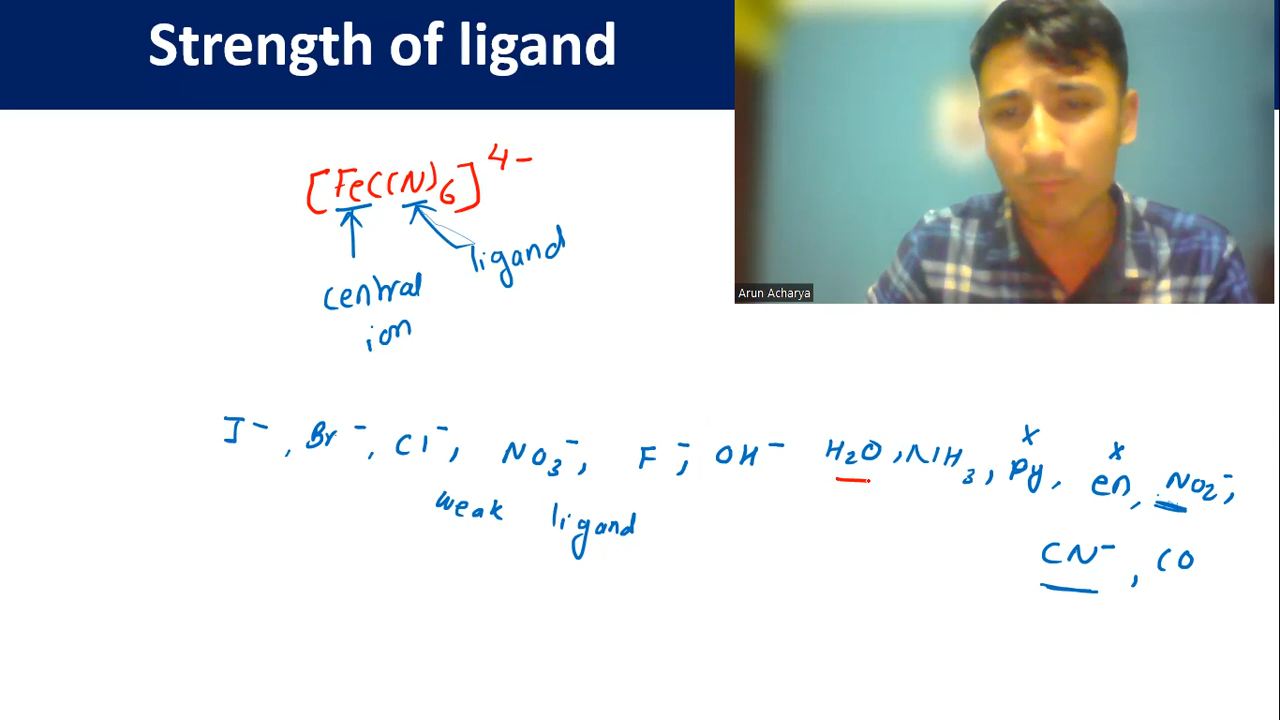 Strength of ligand
[Fe(CN)6]4-
ligand
central
ion
Arun Acharya
I-, Br-, Cl-, NO3-, F-, OH- H2O, NH3, py, en, NO2-,
x x
weak ligand
CN-, CO